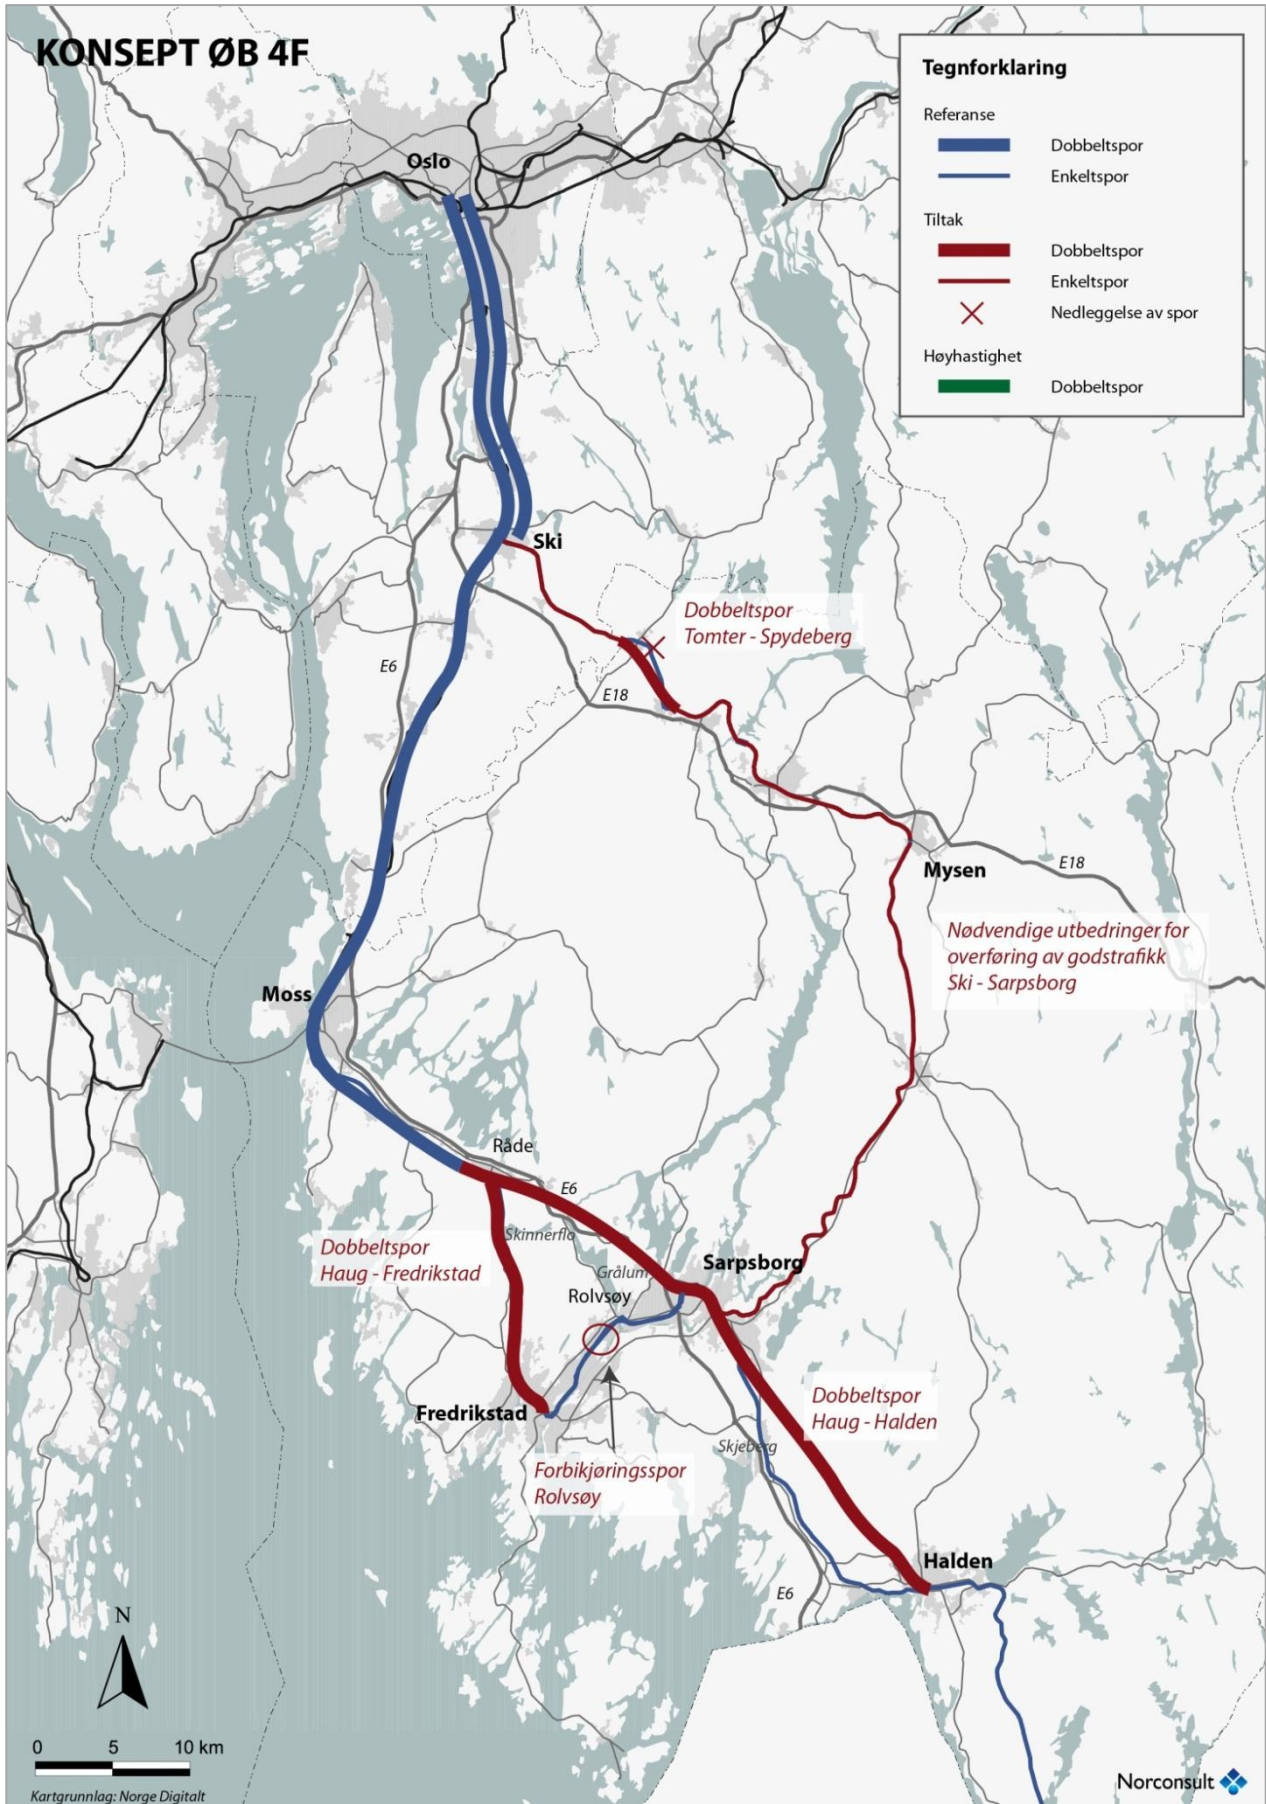 KONSEPT ØB 4F
Tegnforklaring
Referanse
Dobbeltspor
Enkeltspor
Tiltak
Dobbeltspor
Enkeltspor
Nedleggelse av spor
Høyhastighet
Dobbeltspor
Oslo
Ski
Dobbeltspor
Tomter - Spydeberg
E6
E18
Mysen
E18
Nødvendige utbedringer for
overføring av godstrafikk
Ski - Sarpsborg
Moss
Råde
E6
Skinnerflo
Dobbeltspor
Haug - Fredrikstad
Sarpsborg
Grålum
Rolvsøy
Dobbeltspor
Haug - Halden
Fredrikstad
Skjeberg
Forbikjøringsspor
Rolvsøy
Halden
E6
N
0 5 10 km
Kartgrunnlag: Norge Digitalt
Norconsult